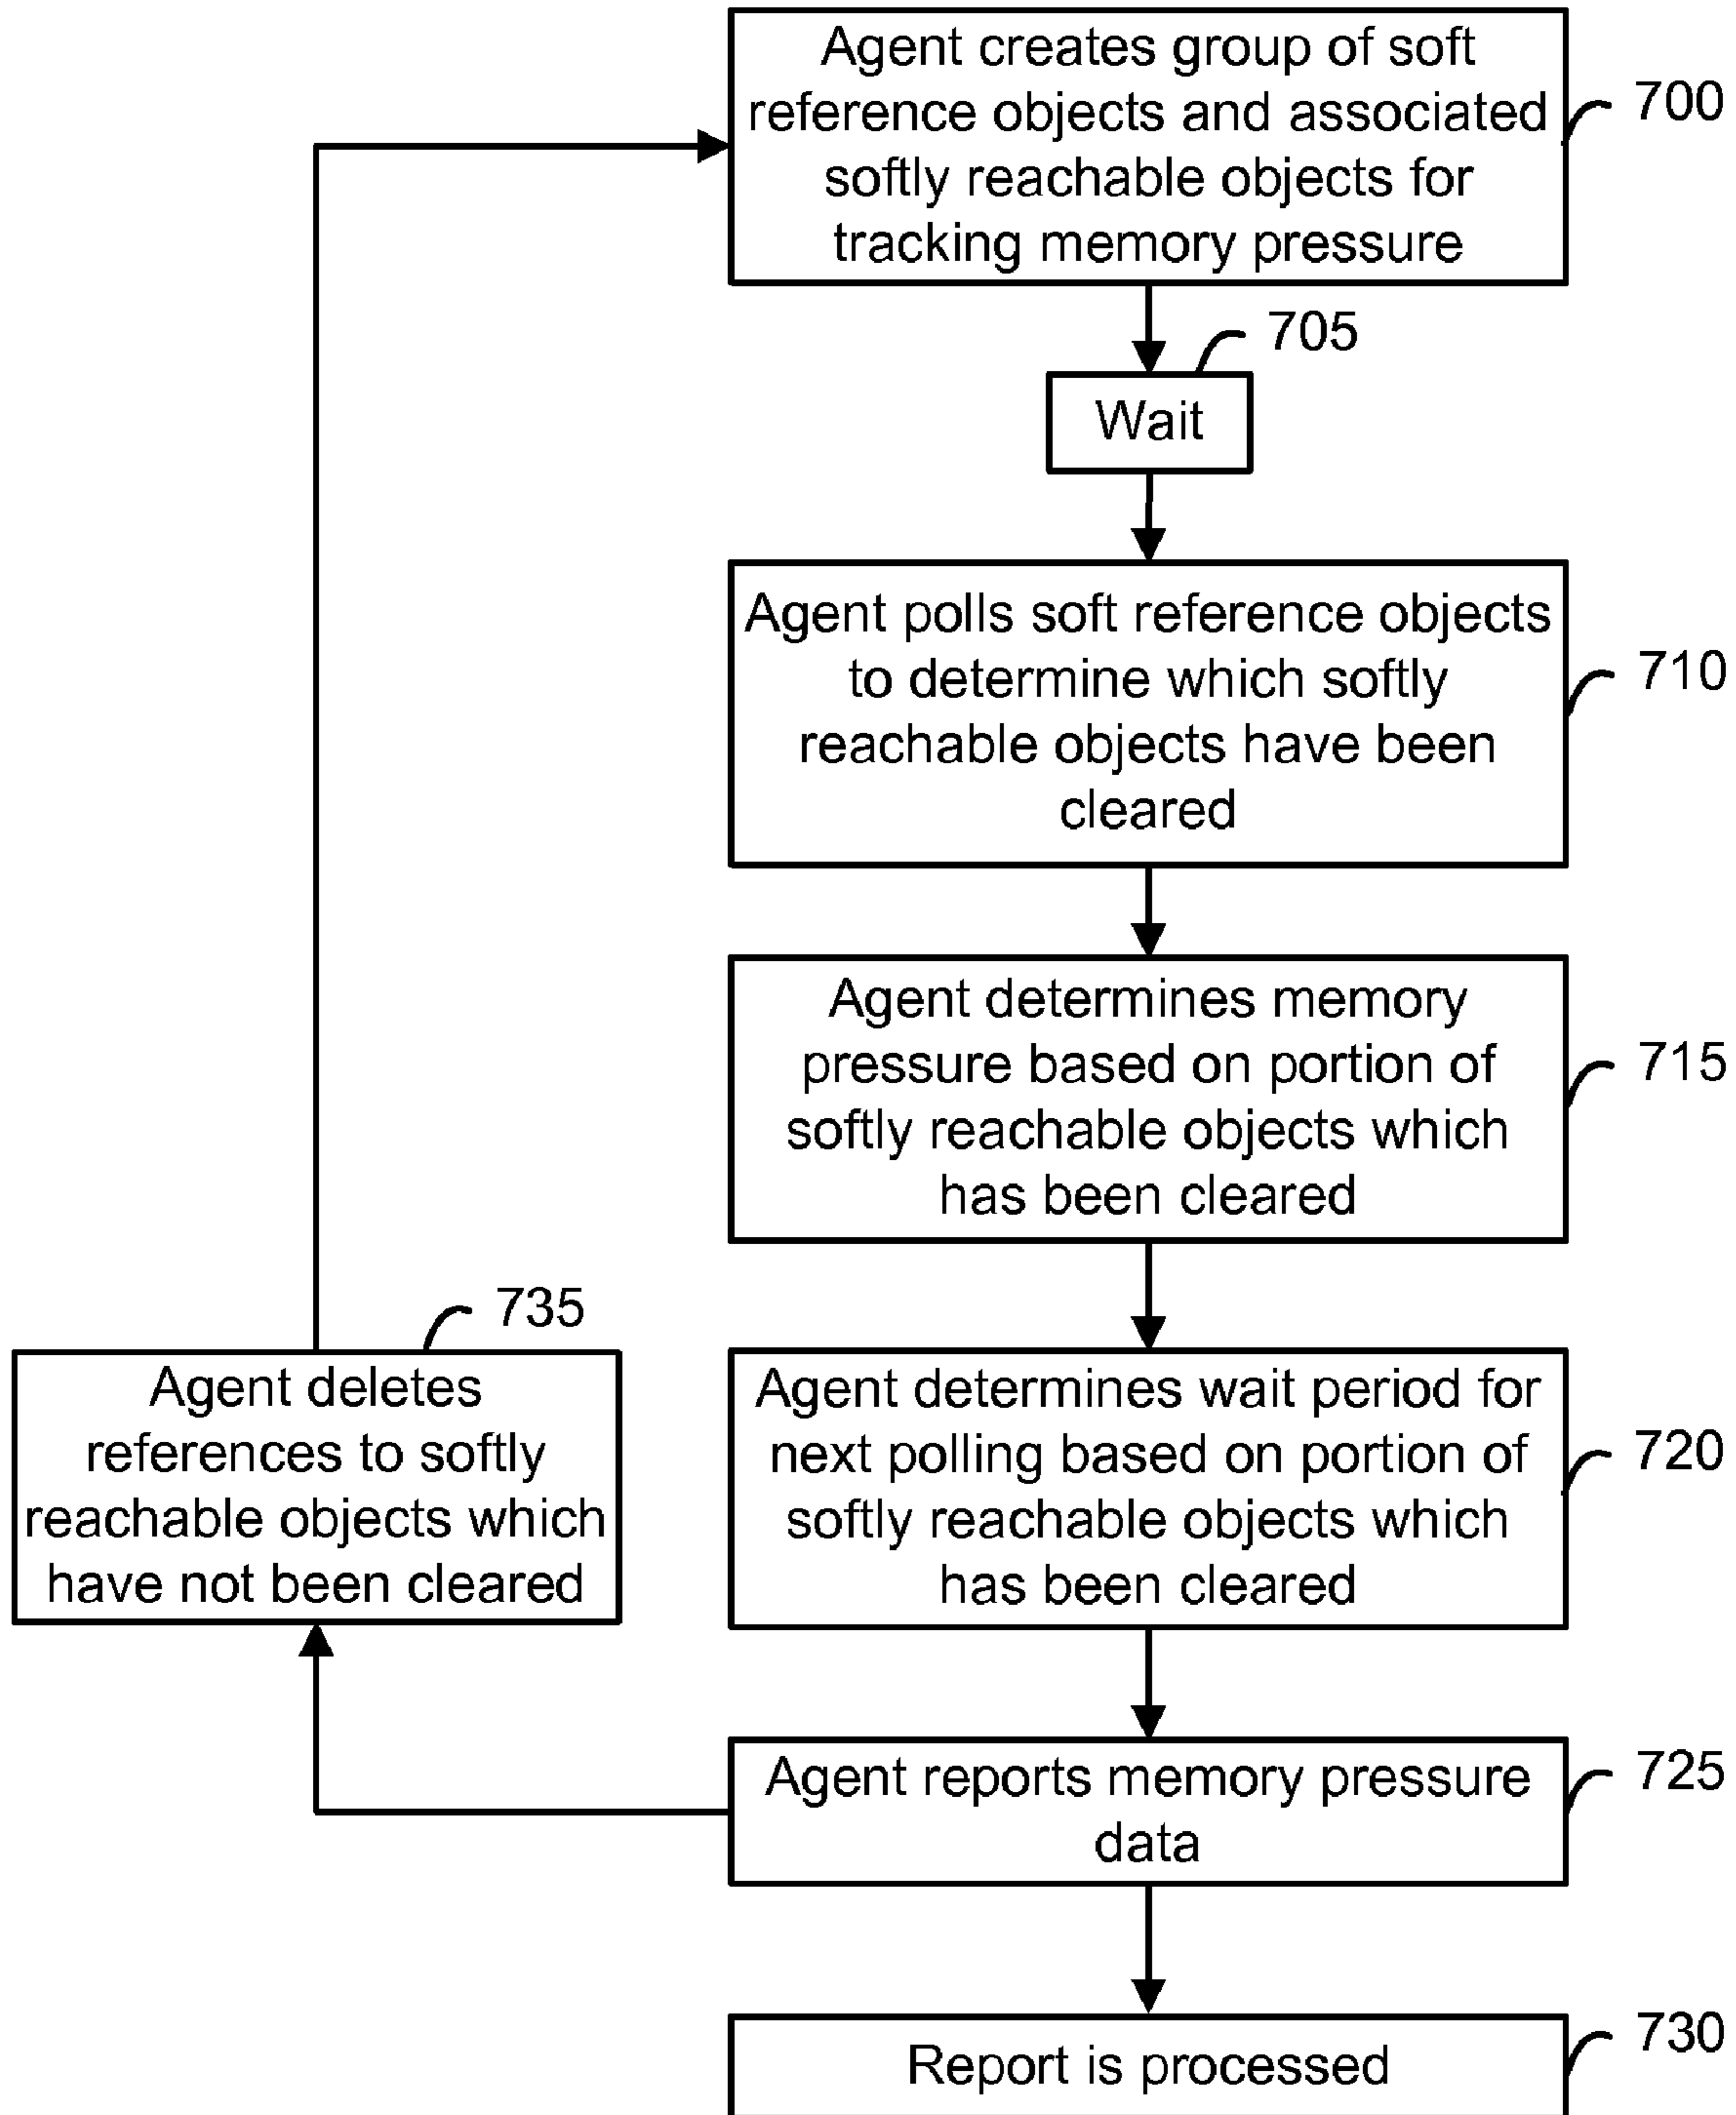 Agent creates group of soft
reference objects and associated
softly reachable objects for
tracking memory pressure
700
705
Wait
Agent polls soft reference objects
to determine which softly
reachable objects have been
cleared
710
Agent determines memory
pressure based on portion of
softly reachable objects which
has been cleared
715
735
Agent deletes
references to softly
reachable objects which
have not been cleared
Agent determines wait period for
next polling based on portion of
softly reachable objects which
has been cleared
720
Agent reports memory pressure
data
725
Report is processed
730